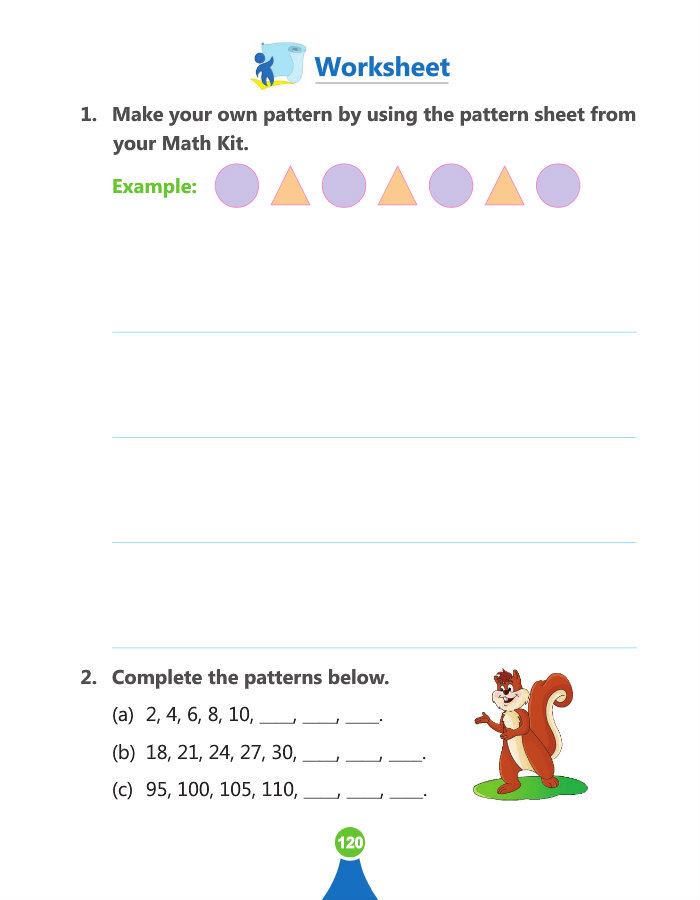 Worksheet
1. Make your own pattern by using the pattern sheet from
your Math Kit.
Example:
2. Complete the patterns below.
(a) 2, 4, 6, 8, 10, ____, ____, ____.
(b) 18, 21, 24, 27, 30, ____, ____, ____.
(c) 95, 100, 105, 110, ____, ____, ____.
120